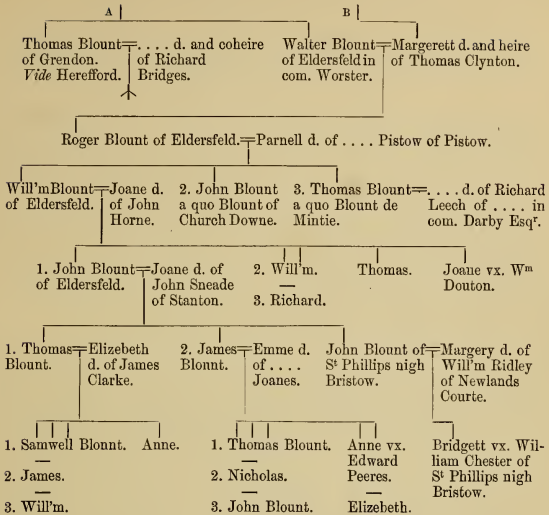 A B
Thomas Blount = . . . . d. and coheire
of Grendon. of Richard
Vide Herefford. Bridges.
Walter Blount = Margerett d. and heire
of Eldersfeld in of Thomas Clynton.
com. Worster.
Roger Blount of Eldersfeld. = Parnell d. of . . . . Pistow of Pistow.
Will'm Blount = Joane d.
of Eldersfeld. of John
Horne.
2. John Blount
a quo Blount of
Church Downe.
3. Thomas Blount = . . . . d. of Richard
a quo Blount de Leech of . . . . in
Mintie. com. Darby Esqʳ.
1. John Blount = Joane d. of
of Eldersfeld. John Sneade
of Stanton.
2. Will'm.
—
3. Richard.
Thomas.
Joane vx. Wᵐ
Douton.
1. Thomas = Elizebeth
Blount. d. of James
Clarke.
2. James = Emme d.
Blonnt. of . . . .
Joanes.
John Blount of = Margery d. of
Sᵗ Phillips nigh Will'm Ridley
Bristow. of Newlands
Courte.
1. Samwell Blonnt. Anne.
—
2. James.
—
3. Will'm.
1. Thomas Blount.
—
2. Nicholas.
—
3. John Blount.
Anne vx.
Edward
Peeres.
—
Elizebeth.
Bridgett vx. Wil-
liam Chester of
Sᵗ Phillips nigh
Bristow.